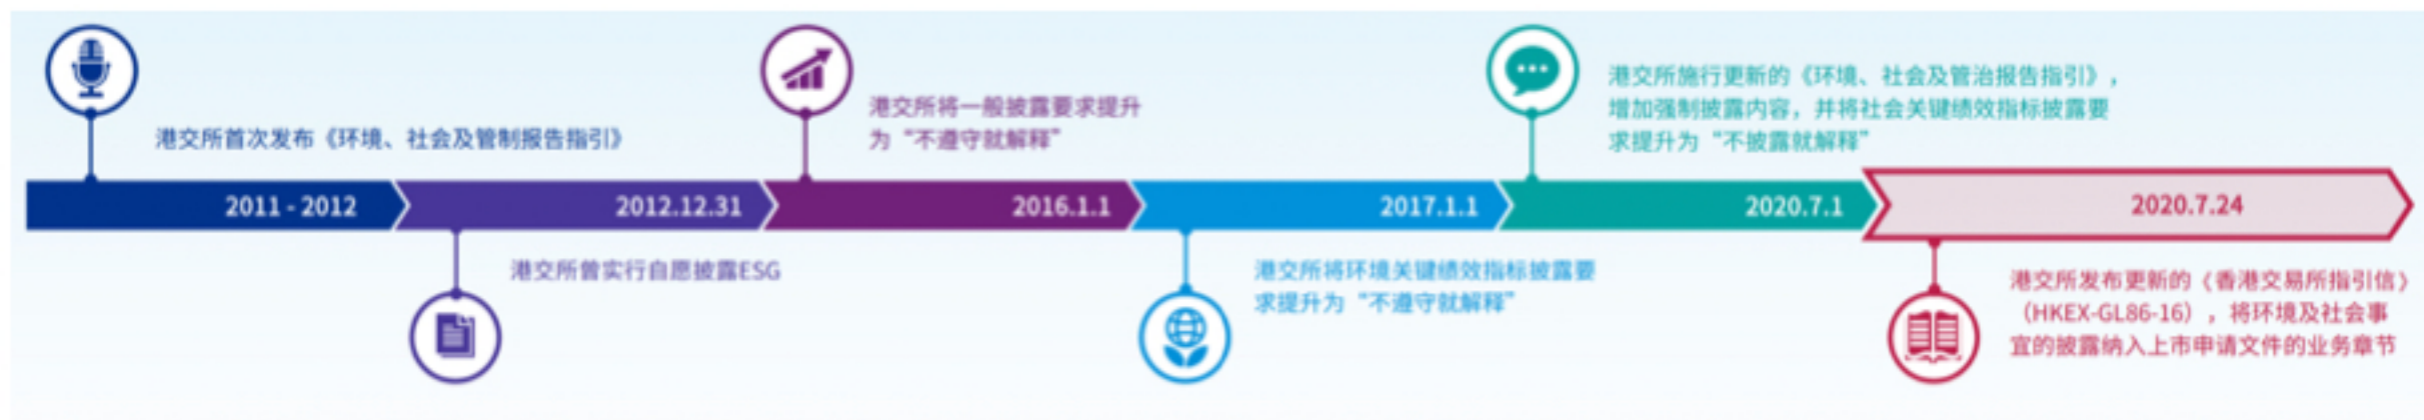 港交所首次发布《环境、社会及管制报告指引》
2011 - 2012
港交所曾实行自愿披露ESG
2012.12.31
港交所将一般披露要求提升
为“不遵守就解释”
2016.1.1
港交所将环境关键绩效指标披露要
求提升为“不遵守就解释”
2017.1.1
港交所施行更新的《环境、社会及管治报告指引》，
增加强制披露内容，并将社会关键绩效指标披露要
求提升为“不披露就解释”
2020.7.1
2020.7.24
港交所发布更新的《香港交易所指引信》
（HKEX-GL86-16），将环境及社会事
宜的披露纳入上市申请文件的业务章节